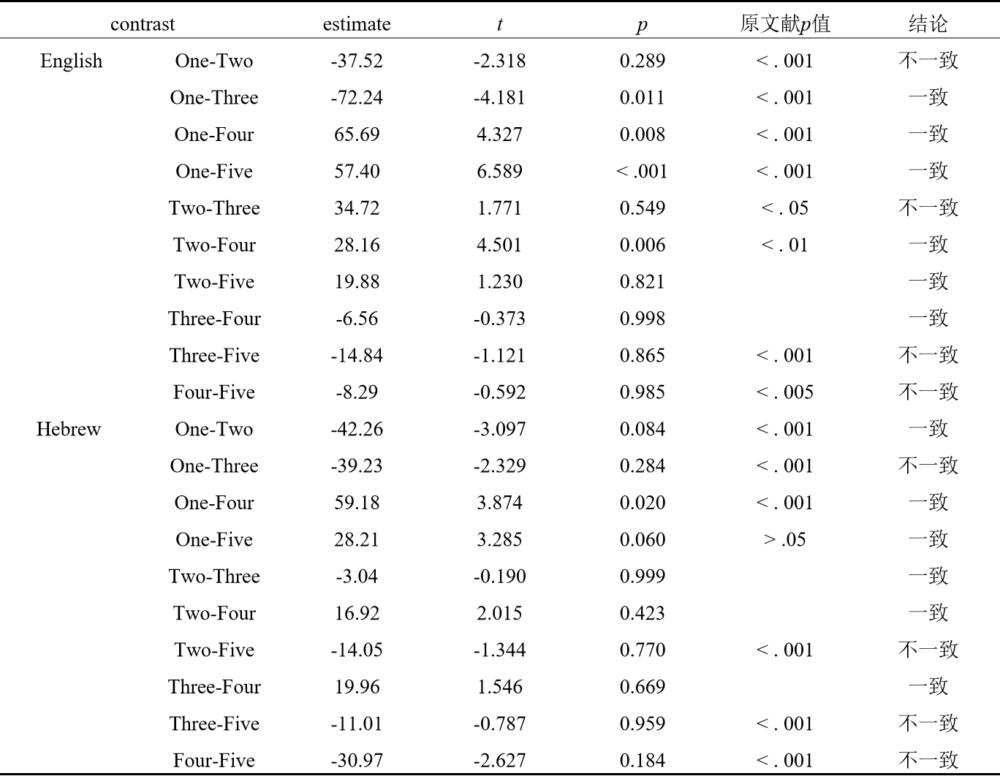 contrast estimate t p 原文献p值 结论
English One-Two -37.52 -2.318 0.289 < . 001 不一致
One-Three -72.24 -4.181 0.011 < . 001 一致
One-Four 65.69 4.327 0.008 < . 001 一致
One-Five 57.40 6.589 < .001 < . 001 一致
Two-Three 34.72 1.771 0.549 < . 05 不一致
Two-Four 28.16 4.501 0.006 < . 01 一致
Two-Five 19.88 1.230 0.821 一致
Three-Four -6.56 -0.373 0.998 一致
Three-Five -14.84 -1.121 0.865 < . 001 不一致
Four-Five -8.29 -0.592 0.985 < . 005 不一致
Hebrew One-Two -42.26 -3.097 0.084 < . 001 一致
One-Three -39.23 -2.329 0.284 < . 001 不一致
One-Four 59.18 3.874 0.020 < . 001 一致
One-Five 28.21 3.285 0.060 > .05 一致
Two-Three -3.04 -0.190 0.999 一致
Two-Four 16.92 2.015 0.423 一致
Two-Five -14.05 -1.344 0.770 < . 001 不一致
Three-Four 19.96 1.546 0.669 一致
Three-Five -11.01 -0.787 0.959 < . 001 不一致
Four-Five -30.97 -2.627 0.184 < . 001 不一致